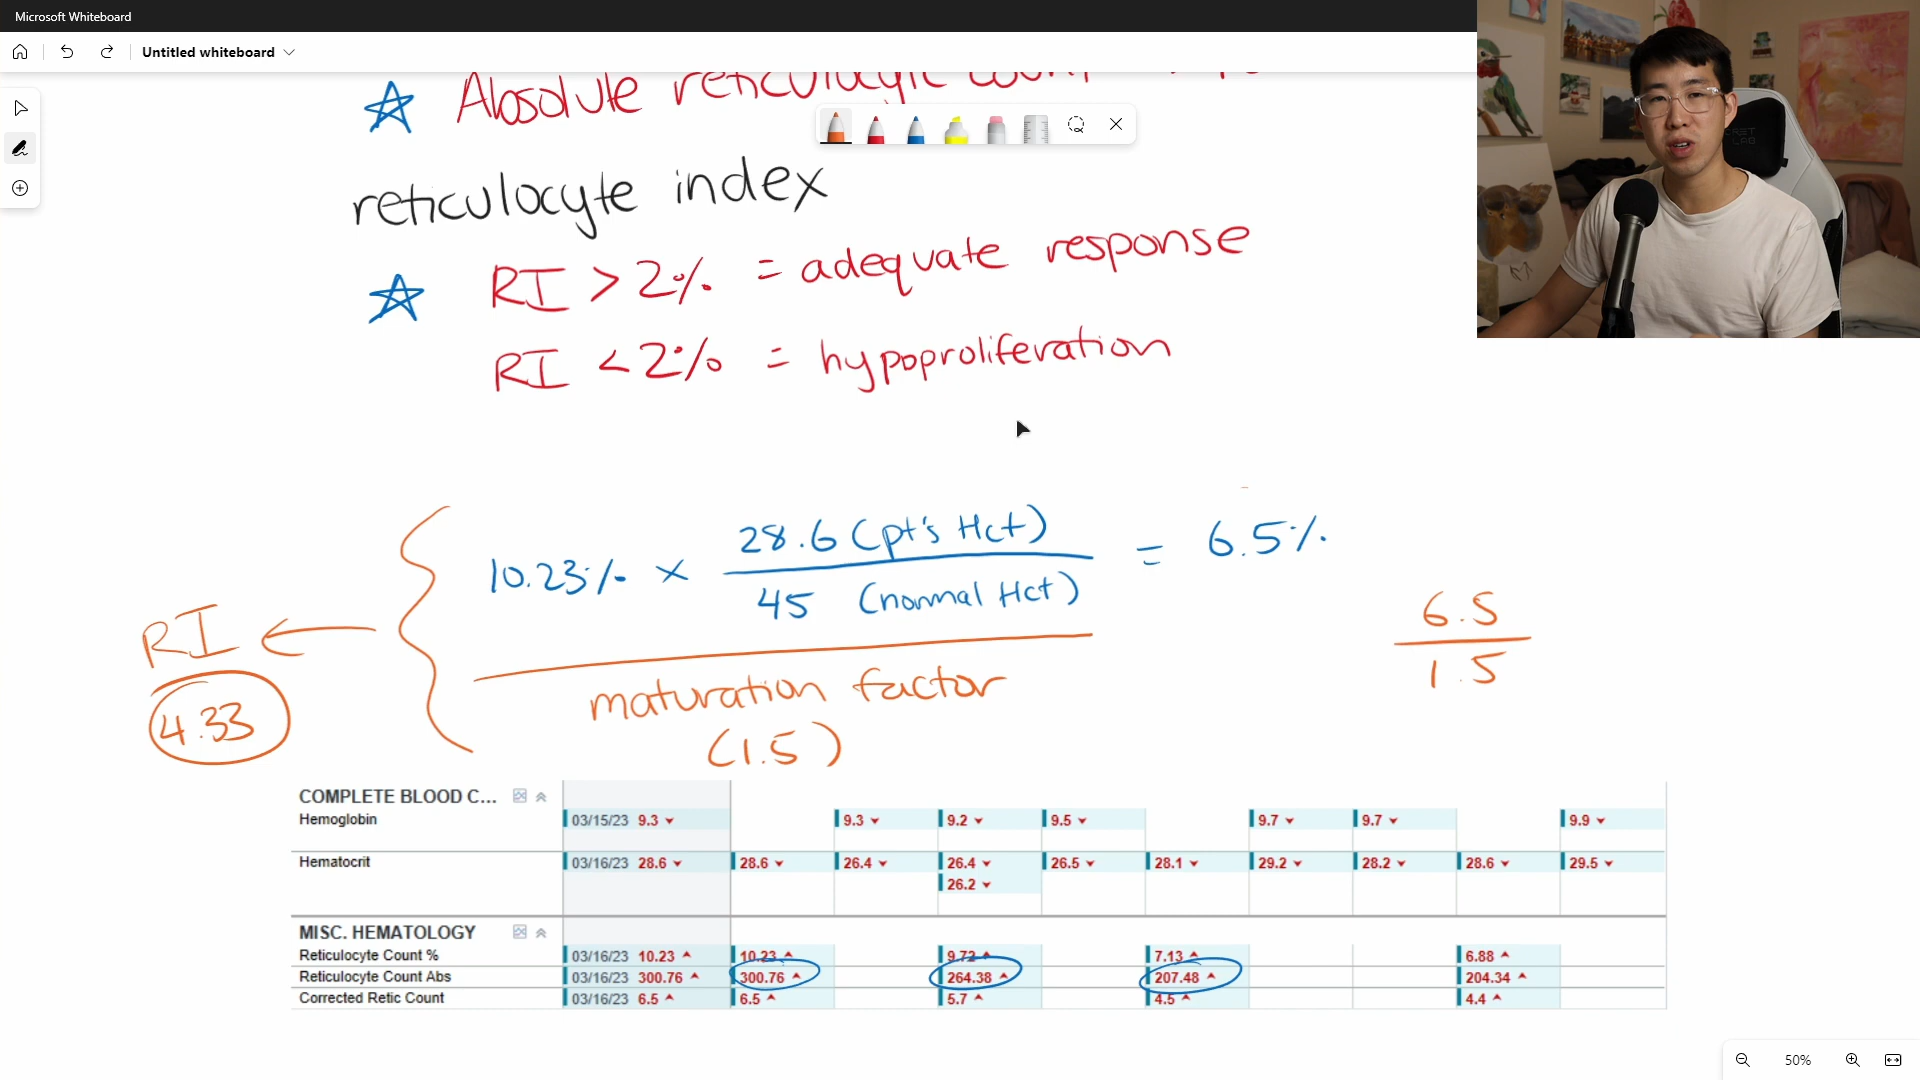 Microsoft Whiteboard
Untitled whiteboard
Absolute reticulocyte count
reticulocyte index
RI > 2% = adequate response
RI < 2% = hypoproliferation
10.23% × 28.6 (pt's Hct) = 6.5%
45 (normal Hct)
maturation factor
(1.5)
RI ←
4.33
6.5
1.5
COMPLETE BLOOD C...
Hemoglobin 03/15/23 9.3 9.3 9.2 9.5 9.7 9.7 9.9
Hematocrit 03/16/23 28.6 28.6 26.4 26.4 26.5 28.1 29.2 28.2 28.6 29.5
26.2
MISC. HEMATOLOGY
Reticulocyte Count % 03/16/23 10.23 10.23 9.72 7.13 6.88
Reticulocyte Count Abs 03/16/23 300.76 300.76 264.38 207.48 204.34
Corrected Retic Count 03/16/23 6.5 6.5 5.7 4.5 4.4
50%